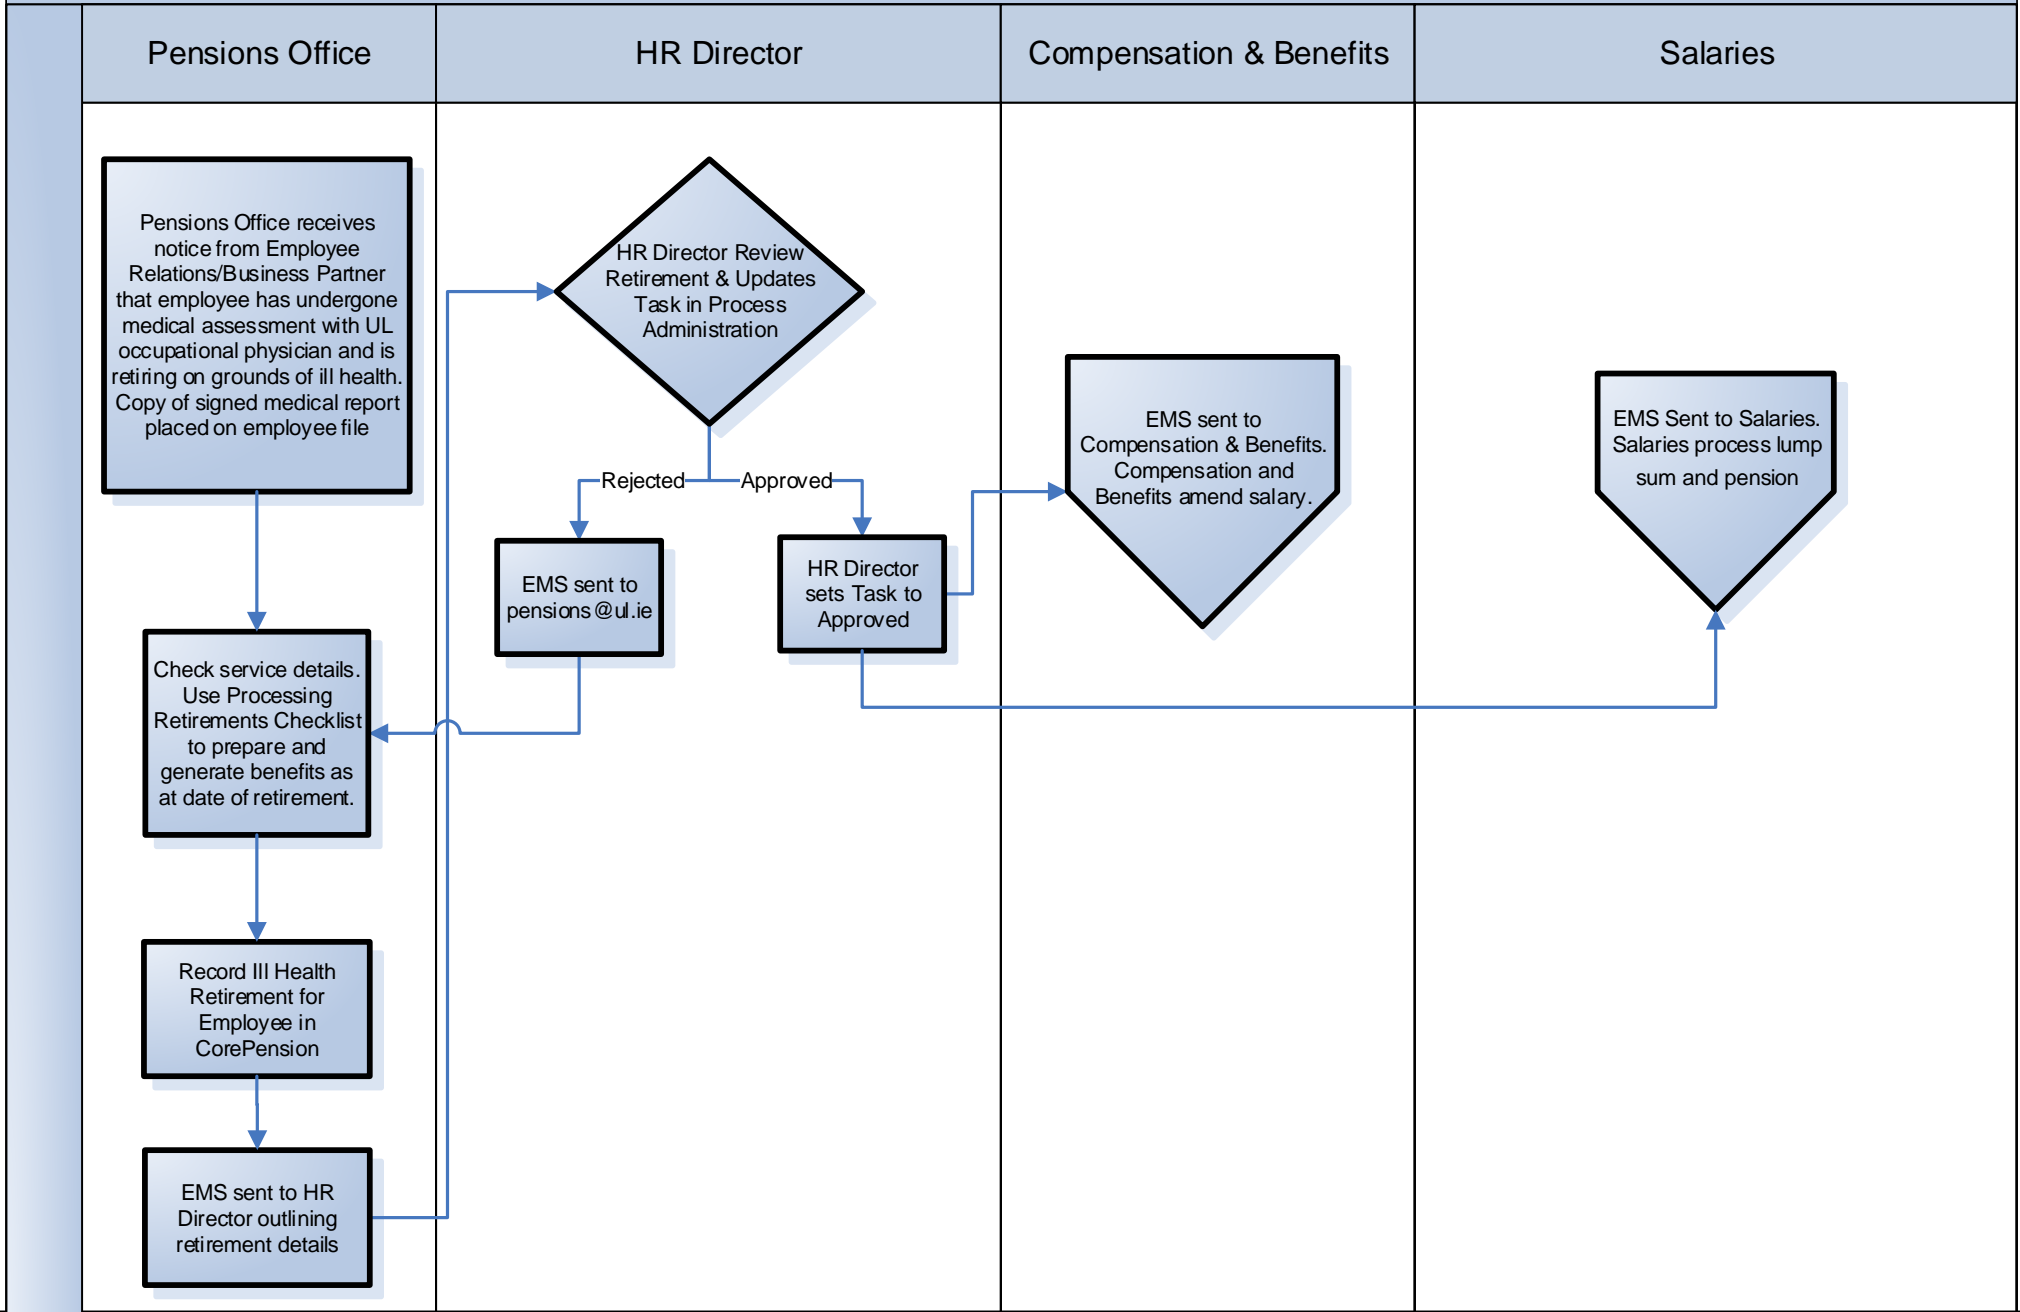 Pensions Office
HR Director
Compensation & Benefits
Salaries
Pensions Office receives
notice from Employee
Relations/Business Partner
that employee has undergone
medical assessment with UL
occupational physician and is
retiring on grounds of ill health.
Copy of signed medical report
placed on employee file
Check service details.
Use Processing
Retirements Checklist
to prepare and
generate benefits as
at date of retirement.
Record Ill Health
Retirement for
Employee in
CorePension
EMS sent to HR
Director outlining
retirement details
HR Director Review
Retirement & Updates
Task in Process
Administration
Rejected
Approved
EMS sent to
pensions@ul.ie
HR Director
sets Task to
Approved
EMS sent to
Compensation & Benefits.
Compensation and
Benefits amend salary.
EMS Sent to Salaries.
Salaries process lump
sum and pension